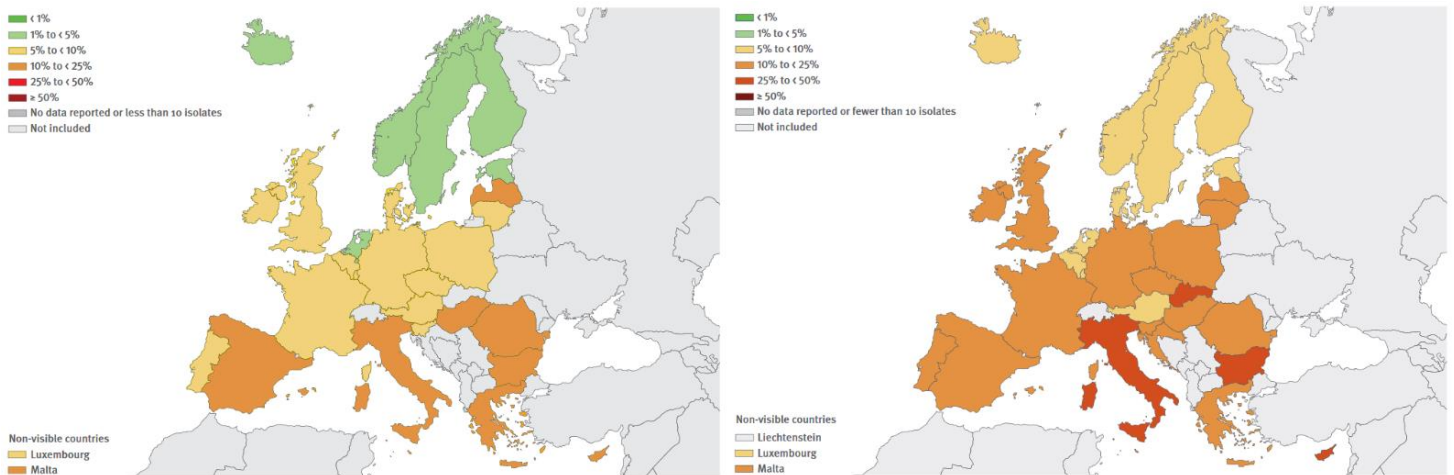 < 1%
1% to < 5%
5% to < 10%
10% to < 25%
25% to < 50%
≥ 50%
No data reported or less than 10 isolates
Not included
Non-visible countries
Luxembourg
Malta
< 1%
1% to < 5%
5% to < 10%
10% to < 25%
25% to < 50%
≥ 50%
No data reported or fewer than 10 isolates
Not included
Non-visible countries
Liechtenstein
Luxembourg
Malta